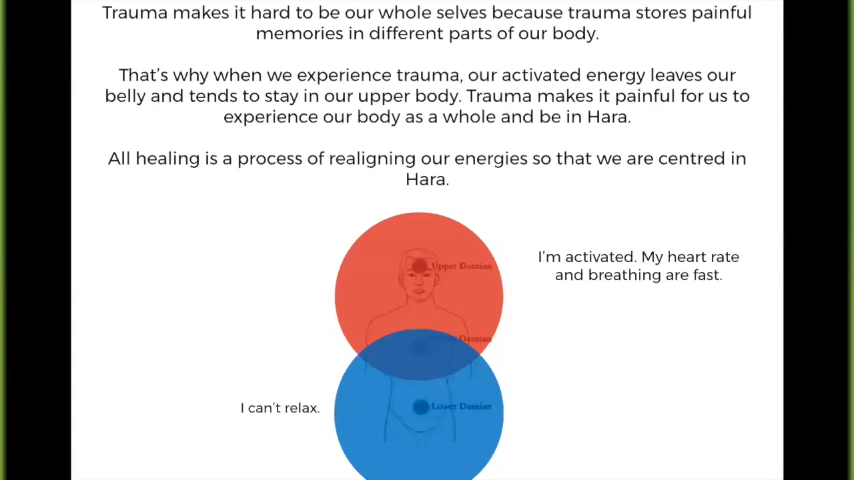 Trauma makes it hard to be our whole selves because trauma stores painful
memories in different parts of our body.
That’s why when we experience trauma, our activated energy leaves our
belly and tends to stay in our upper body. Trauma makes it painful for us to
experience our body as a whole and be in Hara.
All healing is a process of realigning our energies so that we are centred in
Hara.
Upper Dantian
I’m activated. My heart rate
and breathing are fast.
Dantian
I can’t relax.
Lower Dantian